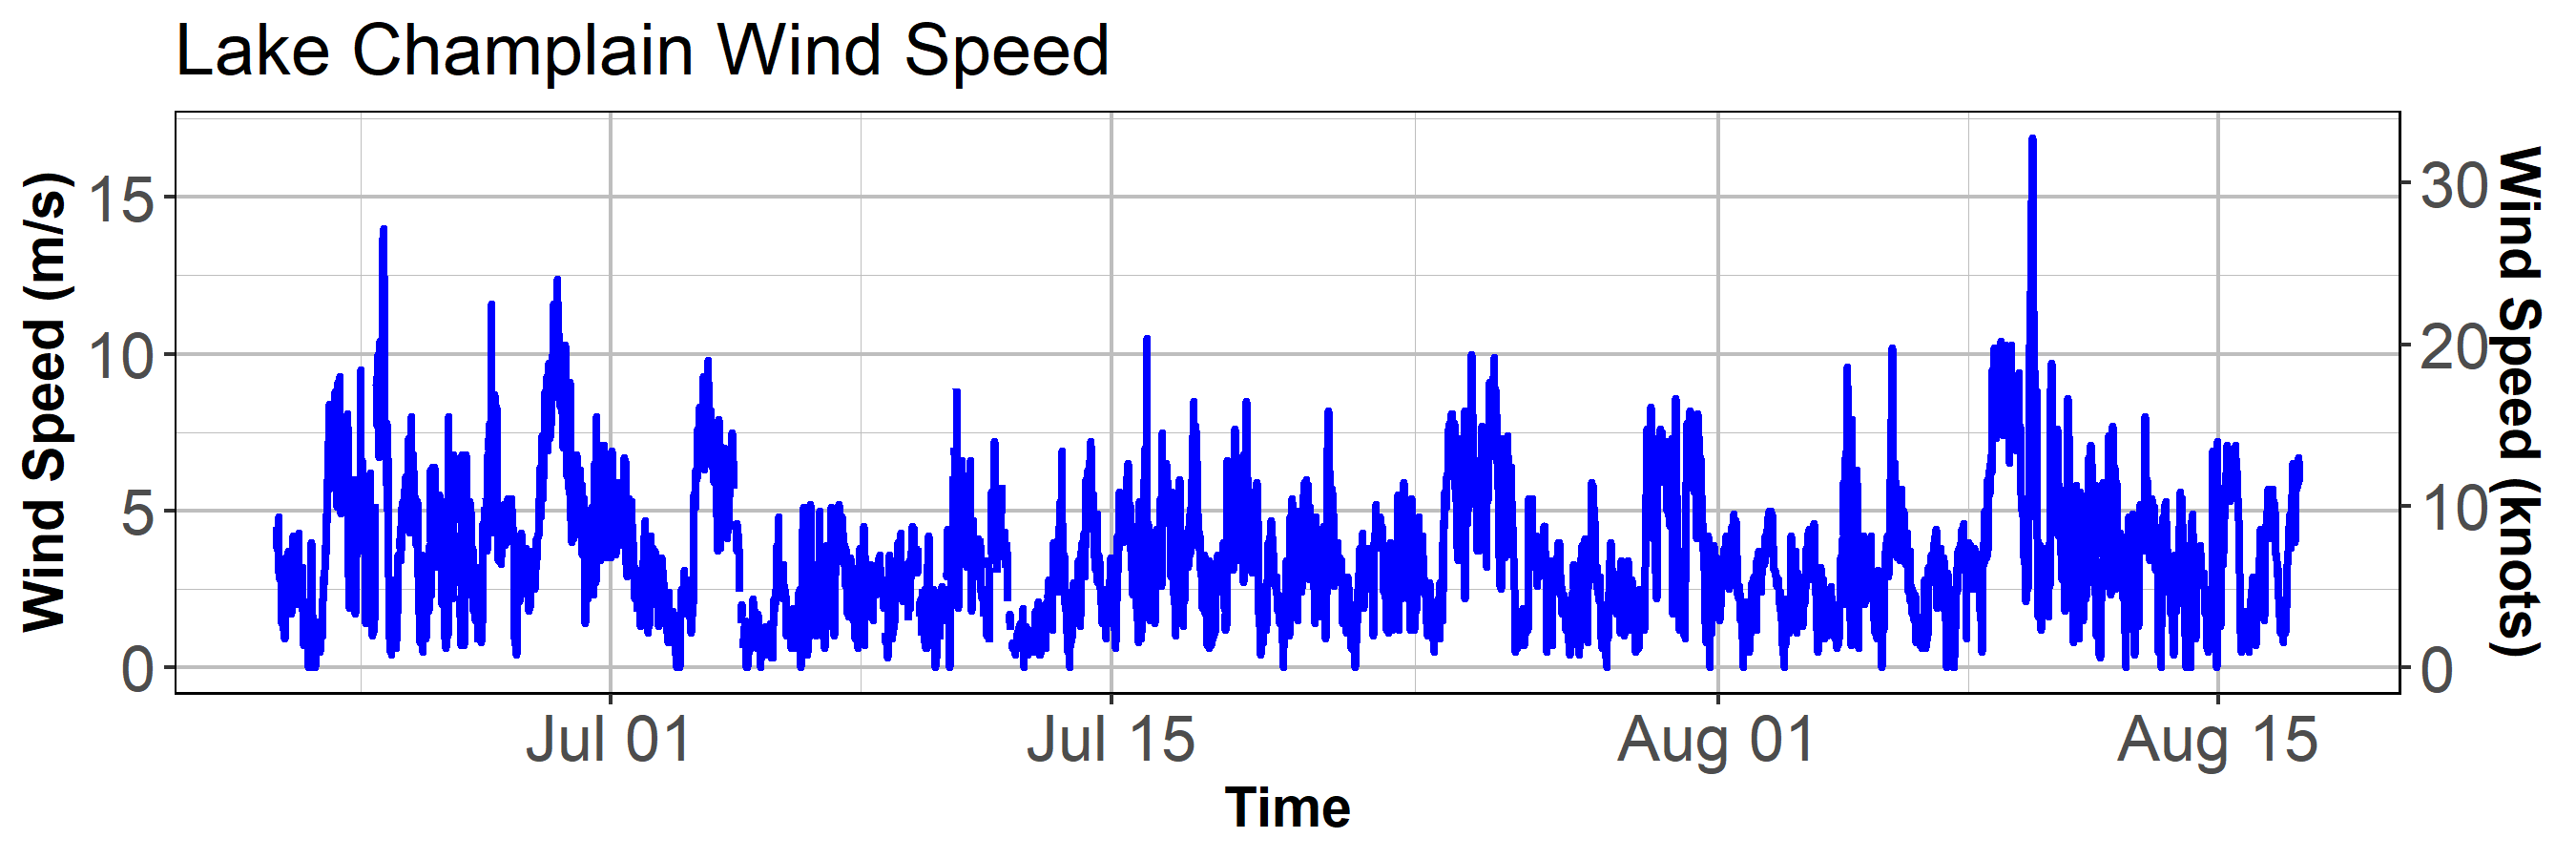 Lake Champlain Wind Speed
Wind Speed (m/s)
15
10
5
0
30
20
10
0
Wind Speed (knots)
Jul 01
Jul 15
Aug 01
Aug 15
Time